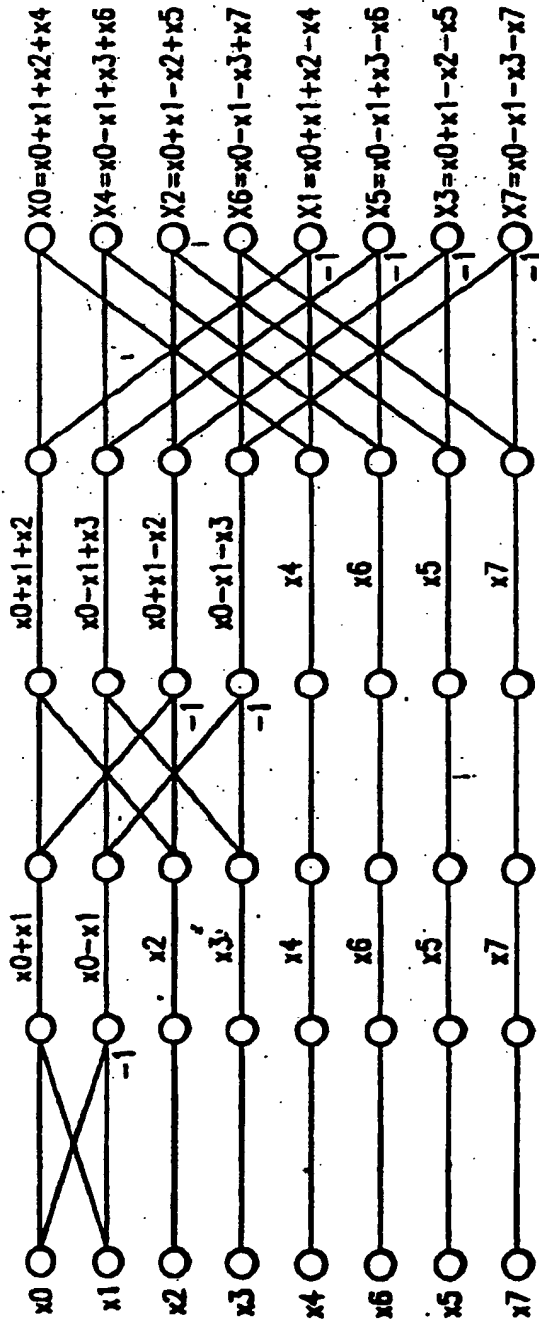 x0
x1
x2
x3
x4
x6
x5
x7
-1
x0+x1
x0-x1
x2
x3
x4
x6
x5
x7
-1
-1
x0+x1+x2
x0-x1+x3
x0+x1-x2
x0-x1-x3
x4
x6
x5
x7
-1
-1
-1
-1
X0=x0+x1+x2+x4
X4=x0-x1+x3+x6
X2=x0+x1-x2+x5
X6=x0-x1-x3+x7
X1=x0+x1+x2-x4
X5=x0-x1+x3-x6
X3=x0+x1-x2-x5
X7=x0-x1-x3-x7